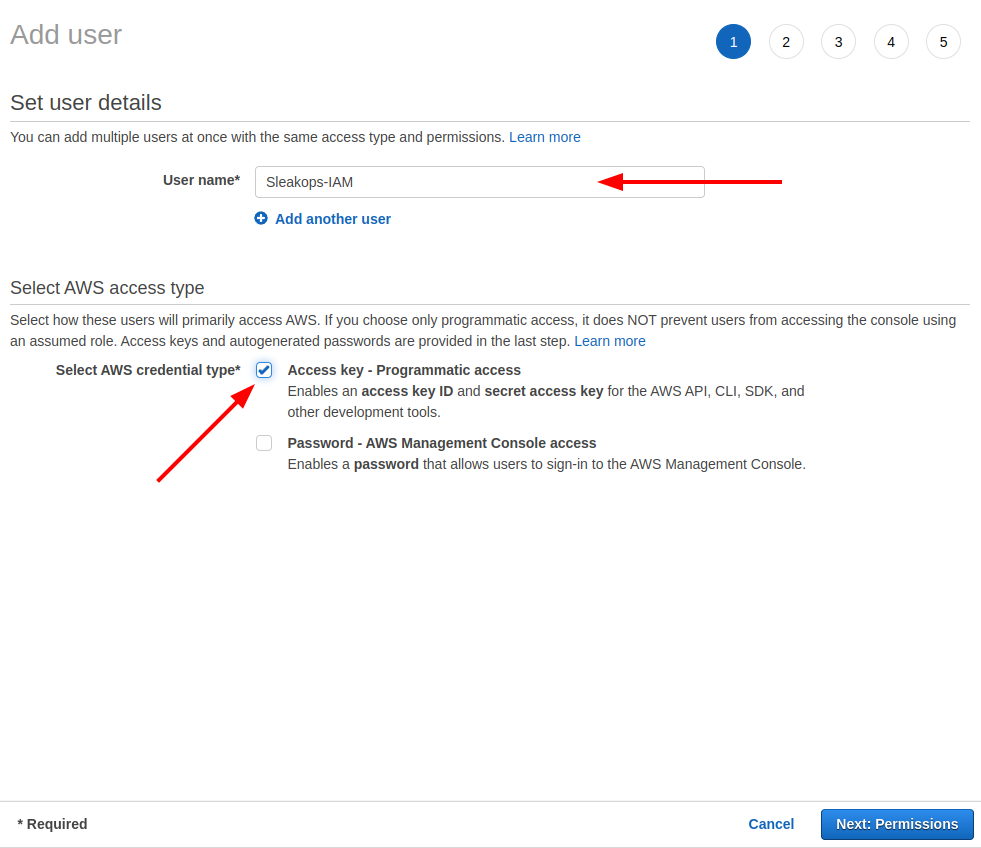 Add user
1 2 3 4 5
Set user details
You can add multiple users at once with the same access type and permissions. Learn more
User name* Sleakops-IAM
Add another user
Select AWS access type
Select how these users will primarily access AWS. If you choose only programmatic access, it does NOT prevent users from accessing the console using
an assumed role. Access keys and autogenerated passwords are provided in the last step. Learn more
Select AWS credential type* Access key - Programmatic access
Enables an access key ID and secret access key for the AWS API, CLI, SDK, and
other development tools.
Password - AWS Management Console access
Enables a password that allows users to sign-in to the AWS Management Console.
* Required Cancel Next: Permissions